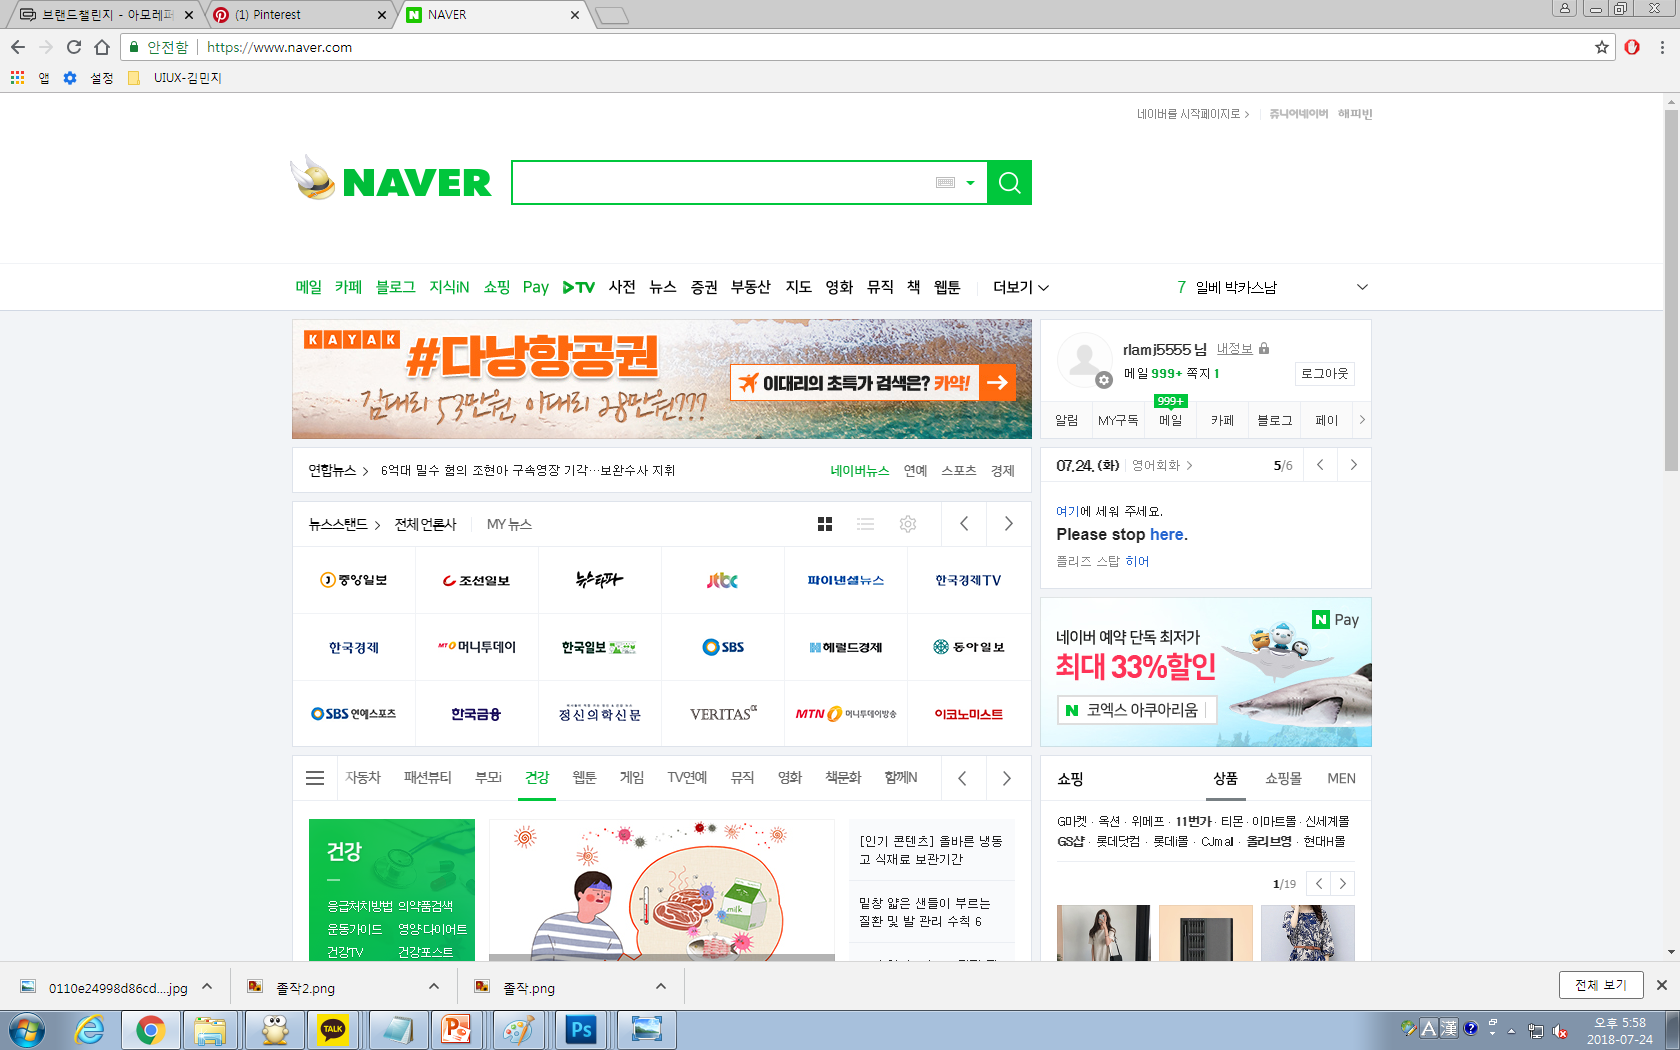 브랜드챌린지 - 아모레퍼
(1) Pinterest
NAVER
안전함 https://www.naver.com
앱 설정 UIUX-김민지
네이버를 시작페이지로 > 쥬니어네이버 해피빈
NAVER
메일 카페 블로그 지식iN 쇼핑 Pay TV 사전 뉴스 증권 부동산 지도 영화 뮤직 책 웹툰 더보기
7 일베 박카스남
KAYAK
#다낭항공권
김대리 53만원, 이대리 28만원???
이대리의 초특가 검색은? 카약!
rlamj5555 님 내정보
메일 999+ 쪽지 1
로그아웃
999+
알림 MY구독 메일 카페 블로그 페이
연합뉴스 > 6억대 밀수 혐의 조현아 구속영장 기각…보완수사 지휘
네이버뉴스 연예 스포츠 경제
07.24. (화) 영어회화 > 5/6
여기에 세워 주세요.
Please stop here.
플리즈 스탑 히어
뉴스스탠드 > 전체 언론사 MY 뉴스
중앙일보 조선일보 뉴스타파 jtbc 파이낸셜뉴스 한국경제TV
한국경제 MTO 머니투데이 한국일보 SBS 헤럴드경제 동아일보
SBS 연예스포츠 한국금융 정신의학신문 VERITASα MTN 머니투데이방송 이코노미스트
N Pay
네이버 예약 단독 최저가
최대 33%할인
N 코엑스 아쿠아리움
자동차 패션뷰티 부모i 건강 웹툰 게임 TV연예 뮤직 영화 책문화 함께N
쇼핑 상품 쇼핑몰 MEN
G마켓 · 옥션 · 위메프 · 11번가 · 티몬 · 이마트몰 · 신세계몰
GS샵 · 롯데닷컴 · 롯데i몰 · CJmall · 올리브영 · 현대H몰
1/19
건강
응급처치방법 의약품검색
운동가이드 영양·다이어트
건강TV 건강포스트
milk
[인기 콘텐츠] 올바른 냉동
고 식재료 보관기간
밑창 얇은 샌들이 부르는
질환 및 발 관리 수칙 6
0110e24998d86cd....jpg
졸작2.png
졸작.png
전체 보기
TALK
Ps
A 漢
오후 5:58
2018-07-24